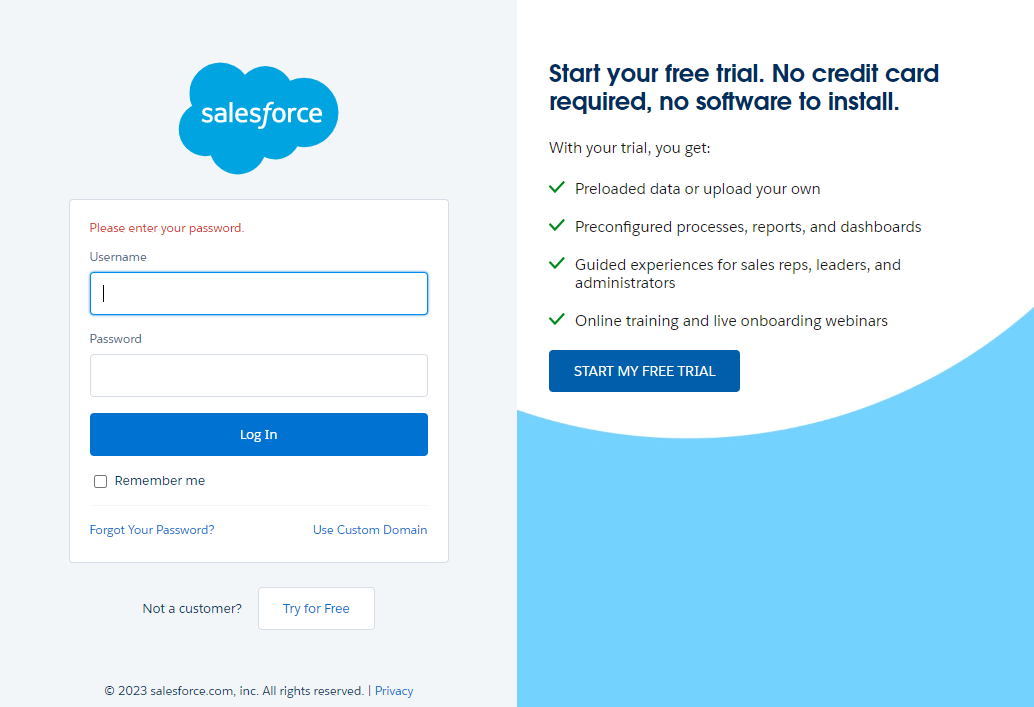 salesforce
Please enter your password.
Username
Password
Log In
Remember me
Forgot Your Password?
Use Custom Domain
Not a customer?
Try for Free
© 2023 salesforce.com, inc. All rights reserved. | Privacy
Start your free trial. No credit card
required, no software to install.
With your trial, you get:
Preloaded data or upload your own
Preconfigured processes, reports, and dashboards
Guided experiences for sales reps, leaders, and
administrators
Online training and live onboarding webinars
START MY FREE TRIAL